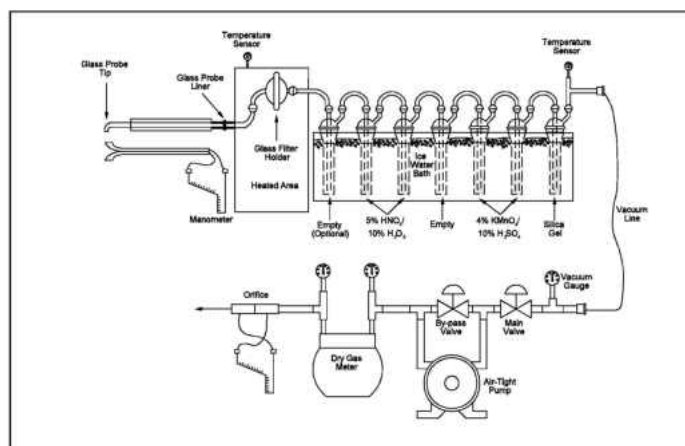 Temperature
Sensor
Temperature
Sensor
Glass Probe
Tip
Glass Probe
Liner
Glass Filter
Holder
Heated Area
Manometer
Ice
Water
Bath
Empty
(Optional)
5% HNO₃/
10% H₂O₂
Empty
4% KMnO₄/
10% H₂SO₄
Silica
Gel
Vacuum
Line
Vacuum
Gauge
Orifice
By-pass
Valve
Main
Valve
Dry Gas
Meter
Air-Tight
Pump